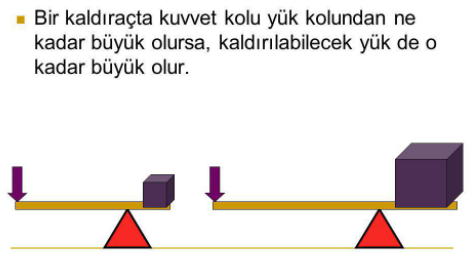 Bir kaldıraçta kuvvet kolu yük kolundan ne
kadar büyük olursa, kaldırılabilecek yük de o
kadar büyük olur.